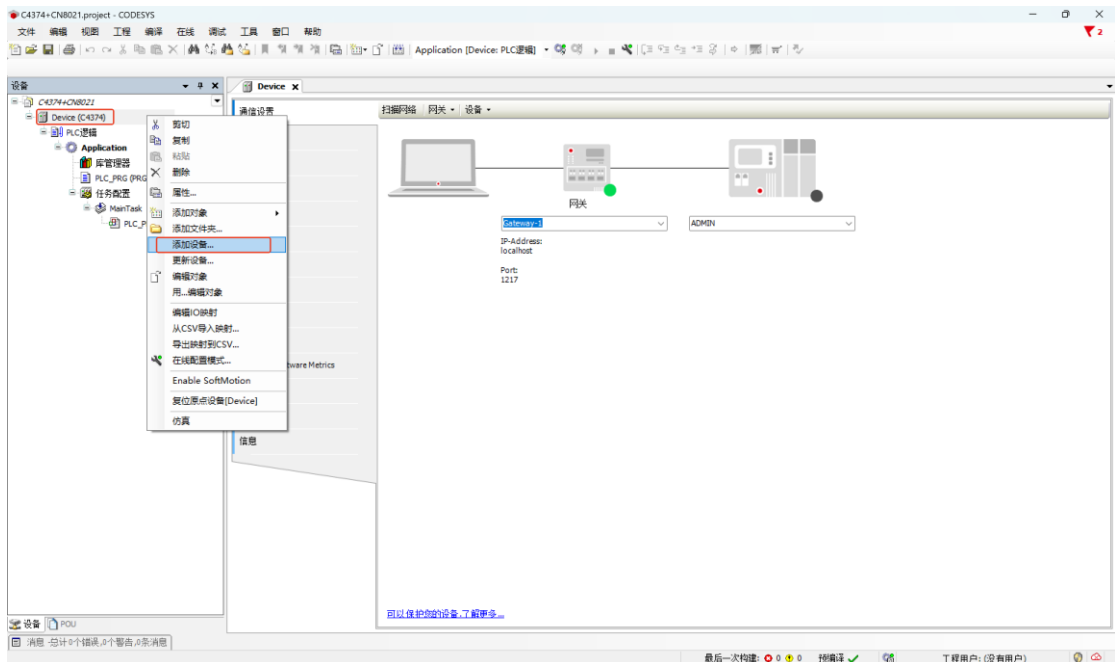 C4374+CN8021.project - CODESYS
文件 编辑 视图 工程 编译 在线 调试 工具 窗口 帮助
2
Application [Device: PLC逻辑]
设备
Device
C4374+CN8021
Device (C4374)
PLC逻辑
Application
库管理器
PLC_PRG (PRG
任务配置
MainTask
PLC_P
剪切
复制
粘贴
删除
属性...
添加对象
添加文件夹...
添加设备...
更新设备...
编辑对象
用...编辑对象
编辑IO映射
从CSV导入映射...
导出映射到CSV...
在线配置模式...
Enable SoftMotion
复位原点设备[Device]
仿真
通信设置
tware Metrics
信息
扫描网络 网关 设备
网关
Gateway-1
ADMIN
IP-Address:
localhost
Port:
1217
可以保护您的设备.了解更多...
设备 POU
消息 -总计0个错误,0个警告,0条消息
最后一次构建: 0 0 预编译 工程用户: (没有用户)